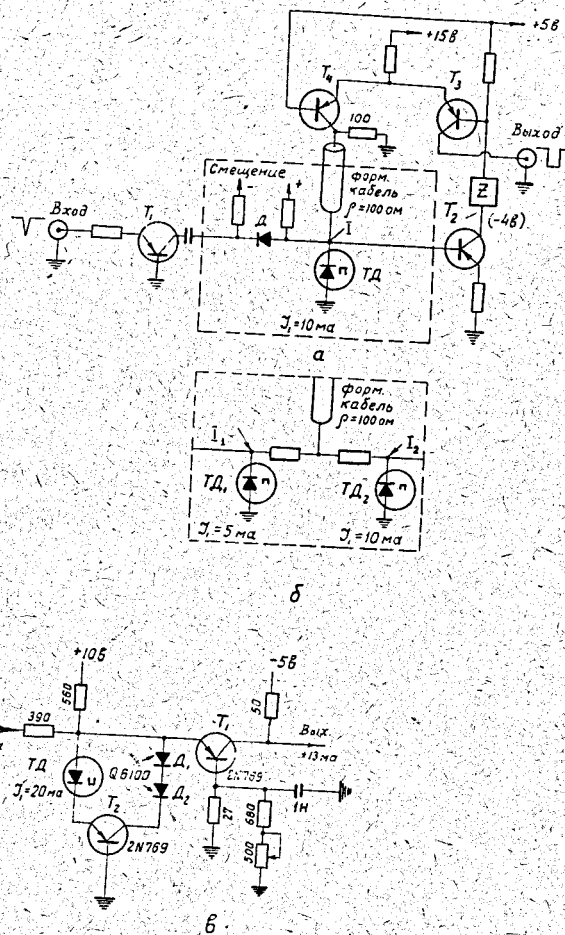 +5в
+15в
T₄
T₃
100
Выход
Смещение
-
+
форм.
кабель
ρ=100 ом
Z
Вход
T₁
Д
I
T₂
(-4в)
п
ТД
J₁=10 ма
а
форм.
кабель
ρ=100 ом
I₁
I₂
п
ТД₁
п
ТД₂
J₁=5 ма
J₁=10 ма
б
+10в
-5в
560
50
390
T₁
Вых.
+13 ма
ТД
Q6100
Д₁
2N769
J₁=20 ма
и
Д₂
T₂
1Н
27
680
2N769
500
в